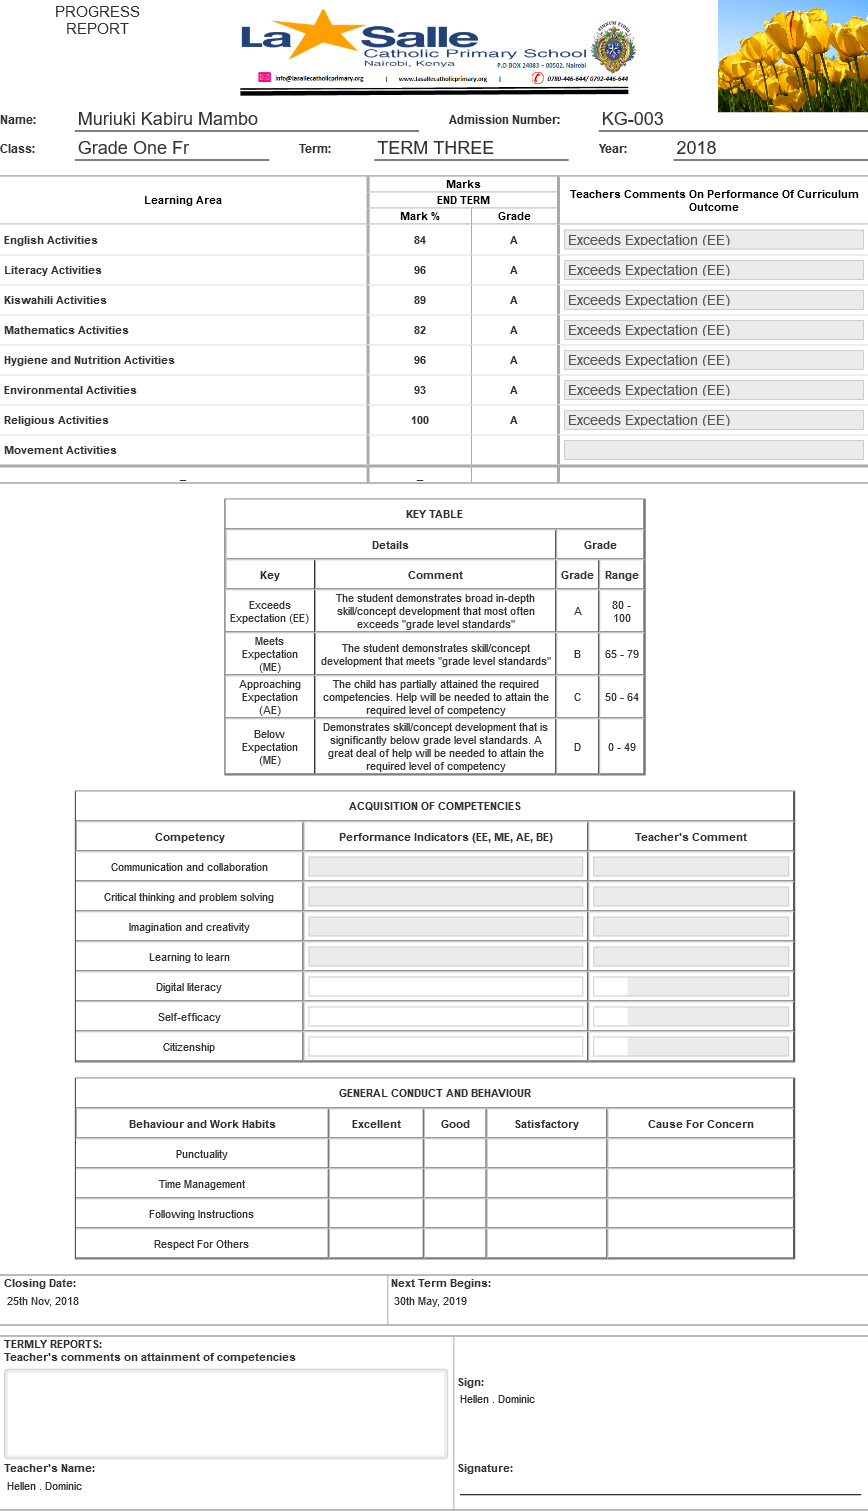 PROGRESS
REPORT
La Salle
Catholic Primary School
Nairobi, Kenya
P.O BOX 24083 – 00502, Nairobi
info@lasallecatholicprimary.org | www.lasallecatholicprimary.org | 0780-446-644/ 0792-446-644
Name: Muriuki Kabiru Mambo Admission Number: KG-003
Class: Grade One Fr Term: TERM THREE Year: 2018
Learning Area Marks Teachers Comments On Performance Of Curriculum Outcome
END TERM
Mark % Grade
English Activities 84 A Exceeds Expectation (EE)
Literacy Activities 96 A Exceeds Expectation (EE)
Kiswahili Activities 89 A Exceeds Expectation (EE)
Mathematics Activities 82 A Exceeds Expectation (EE)
Hygiene and Nutrition Activities 96 A Exceeds Expectation (EE)
Environmental Activities 93 A Exceeds Expectation (EE)
Religious Activities 100 A Exceeds Expectation (EE)
Movement Activities
_ _
KEY TABLE
Details Grade
Key Comment Grade Range
Exceeds
Expectation (EE)
The student demonstrates broad in-depth
skill/concept development that most often
exceeds "grade level standards"
A
80 -
100
Meets
Expectation
(ME)
The student demonstrates skill/concept
development that meets "grade level standards"
B
65 - 79
Approaching
Expectation
(AE)
The child has partially attained the required
competencies. Help will be needed to attain the
required level of competency
C
50 - 64
Below
Expectation
(ME)
Demonstrates skill/concept development that is
significantly below grade level standards. A
great deal of help will be needed to attain the
required level of competency
D
0 - 49
ACQUISITION OF COMPETENCIES
Competency Performance Indicators (EE, ME, AE, BE) Teacher's Comment
Communication and collaboration
Critical thinking and problem solving
Imagination and creativity
Learning to learn
Digital literacy
Self-efficacy
Citizenship
GENERAL CONDUCT AND BEHAVIOUR
Behaviour and Work Habits Excellent Good Satisfactory Cause For Concern
Punctuality
Time Management
Following Instructions
Respect For Others
Closing Date: Next Term Begins:
25th Nov, 2018 30th May, 2019
TERMLY REPORTS:
Teacher's comments on attainment of competencies
Sign:
Hellen . Dominic
Teacher's Name: Signature:
Hellen . Dominic